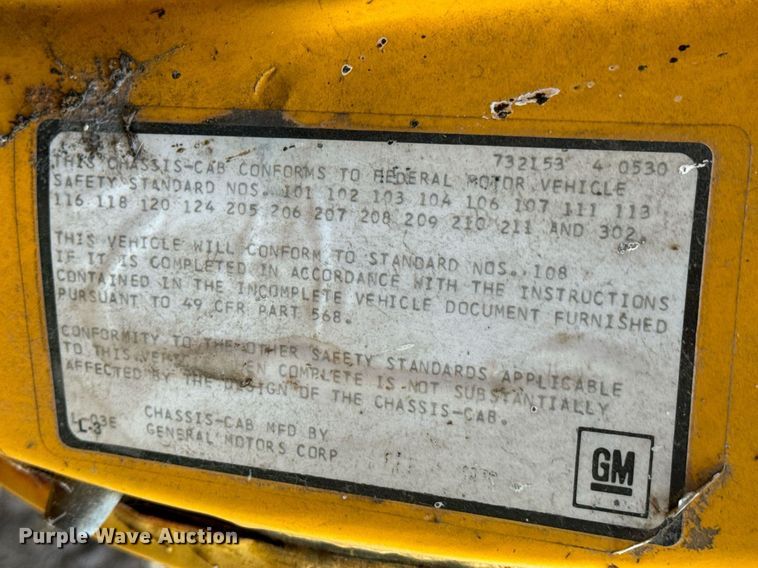 732153 4 0530
THIS CHASSIS-CAB CONFORMS TO FEDERAL MOTOR VEHICLE
SAFETY STANDARD NOS. 101 102 103 104 106 107 111 113
116 118 120 124 205 206 207 208 209 210 211 AND 302.
THIS VEHICLE WILL CONFORM TO STANDARD NOS. 108
IF IT IS COMPLETED IN ACCORDANCE WITH THE INSTRUCTIONS
CONTAINED IN THE INCOMPLETE VEHICLE DOCUMENT FURNISHED
PURSUANT TO 49 CFR PART 568.
CONFORMITY TO THE OTHER SAFETY STANDARDS APPLICABLE
TO THIS COMPLETE IS NOT SUBSTANTIALLY
AFFECTED BY THE DESIGN OF THE CHASSIS-CAB.
L-03E CHASSIS-CAB MFD BY
L-3 GENERAL MOTORS CORP
GM
Purple Wave Auction